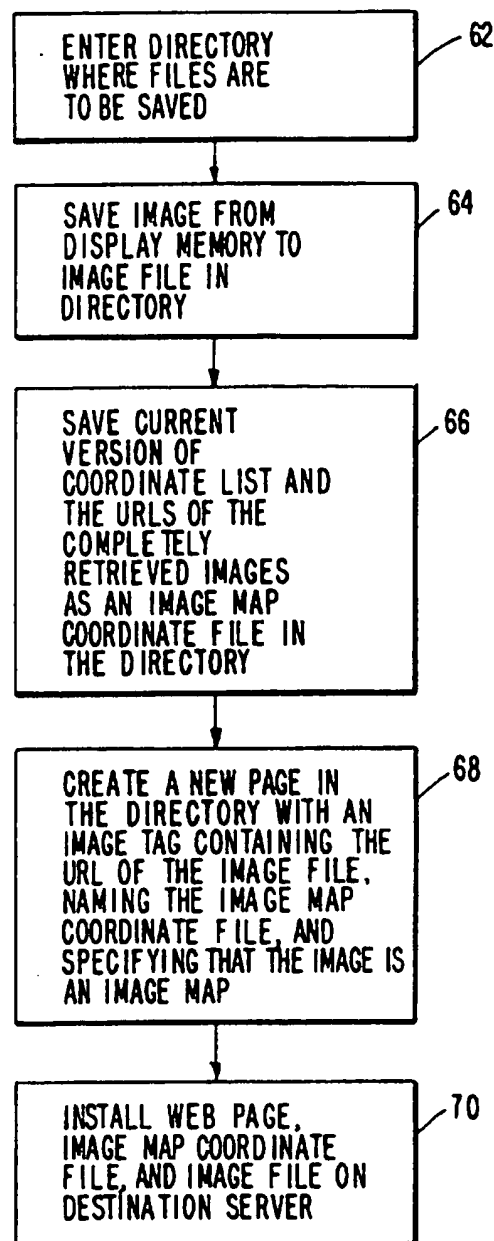 ENTER DIRECTORY
WHERE FILES ARE
TO BE SAVED
62
SAVE IMAGE FROM
DISPLAY MEMORY TO
IMAGE FILE IN
DIRECTORY
64
SAVE CURRENT
VERSION OF
COORDINATE LIST AND
THE URLS OF THE
COMPLETELY
RETRIEVED IMAGES
AS AN IMAGE MAP
COORDINATE FILE IN
THE DIRECTORY
66
CREATE A NEW PAGE IN
THE DIRECTORY WITH AN
IMAGE TAG CONTAINING THE
URL OF THE IMAGE FILE,
NAMING THE IMAGE MAP
COORDINATE FILE, AND
SPECIFYING THAT THE IMAGE IS
AN IMAGE MAP
68
INSTALL WEB PAGE,
IMAGE MAP COORDINATE
FILE, AND IMAGE FILE ON
DESTINATION SERVER
70